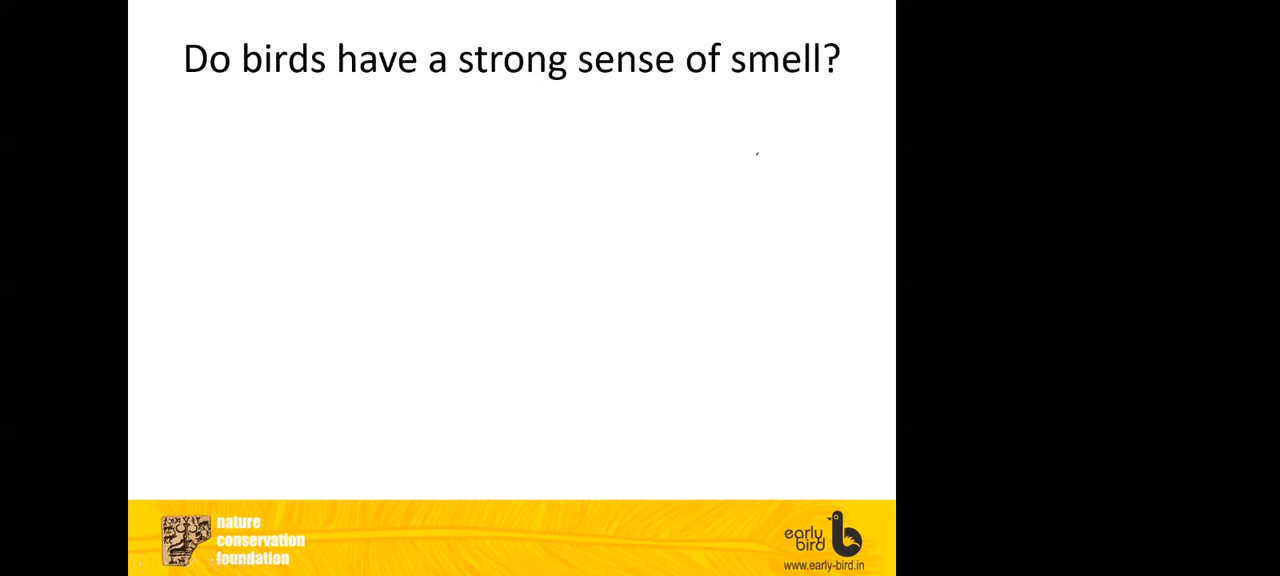 Do birds have a strong sense of smell?
nature
conservation
foundation
early
bird
www.early-bird.in